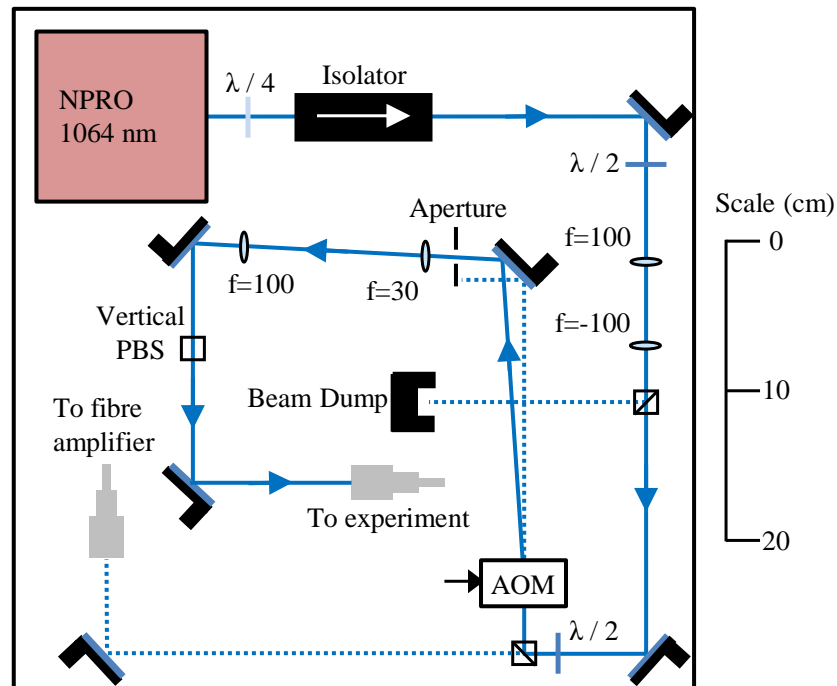 NPRO
1064 nm
λ / 4
Isolator
λ / 2
Aperture
Scale (cm)
0
f=100
f=100
f=30
f=-100
Vertical
PBS
10
Beam Dump
To fibre
amplifier
To experiment
20
AOM
λ / 2